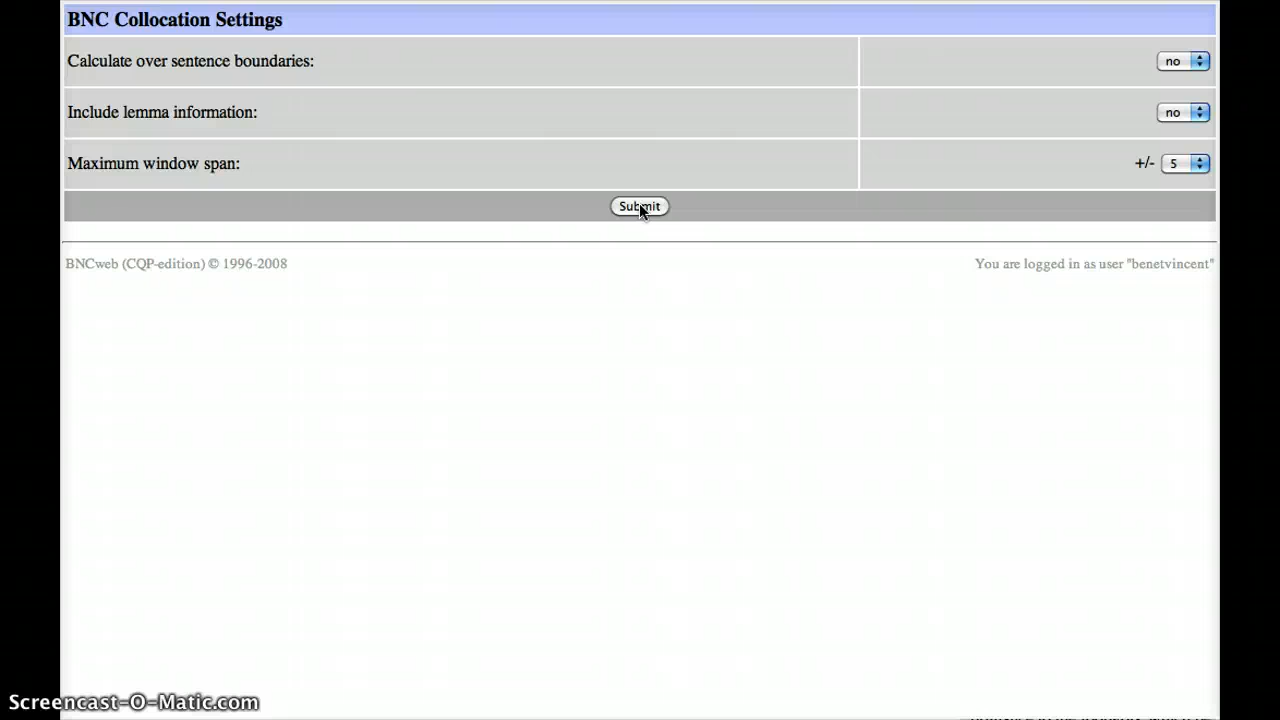 BNC Collocation Settings
Calculate over sentence boundaries: no
Include lemma information: no
Maximum window span: +/- 5
Submit
BNCweb (CQP-edition) © 1996-2008 You are logged in as user "benetvincent"
Screencast-O-Matic.com